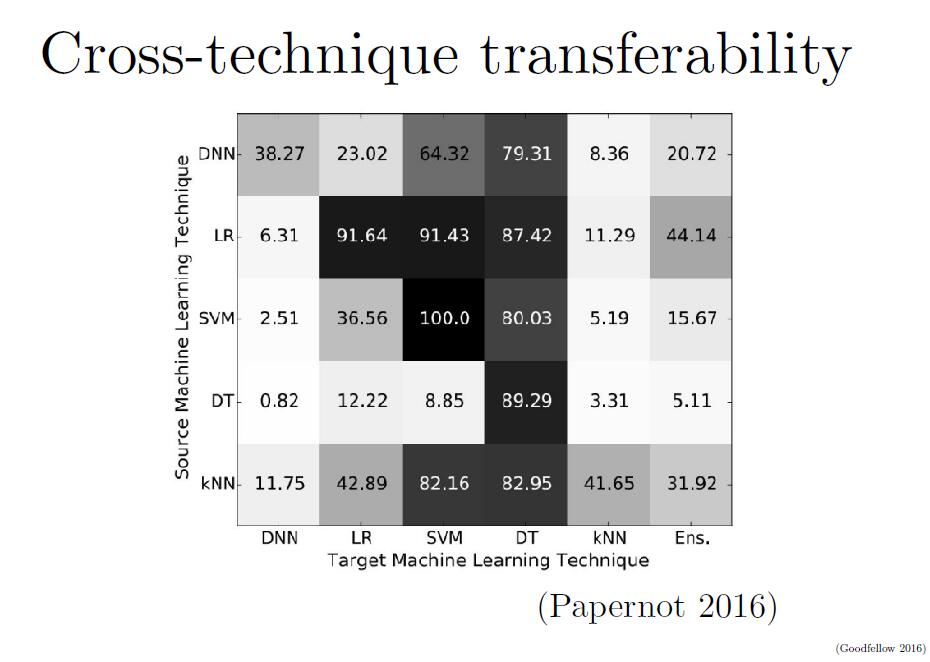 Cross-technique transferability
Source Machine Learning Technique
DNN 38.27 23.02 64.32 79.31 8.36 20.72
LR 6.31 91.64 91.43 87.42 11.29 44.14
SVM 2.51 36.56 100.0 80.03 5.19 15.67
DT 0.82 12.22 8.85 89.29 3.31 5.11
kNN 11.75 42.89 82.16 82.95 41.65 31.92
DNN LR SVM DT kNN Ens.
Target Machine Learning Technique
(Papernot 2016)
(Goodfellow 2016)